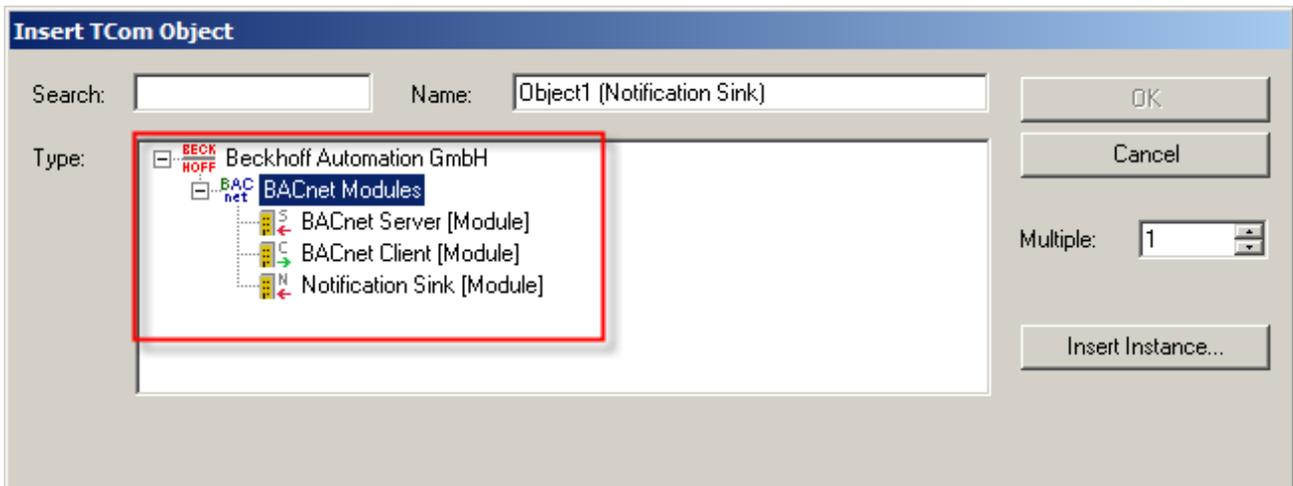 Insert TCom Object
Search: Name: Object1 (Notification Sink) OK
Type: BECK HOFF Beckhoff Automation GmbH Cancel
BAC net BACnet Modules
S BACnet Server [Module]
C BACnet Client [Module] Multiple: 1
N Notification Sink [Module]
Insert Instance...